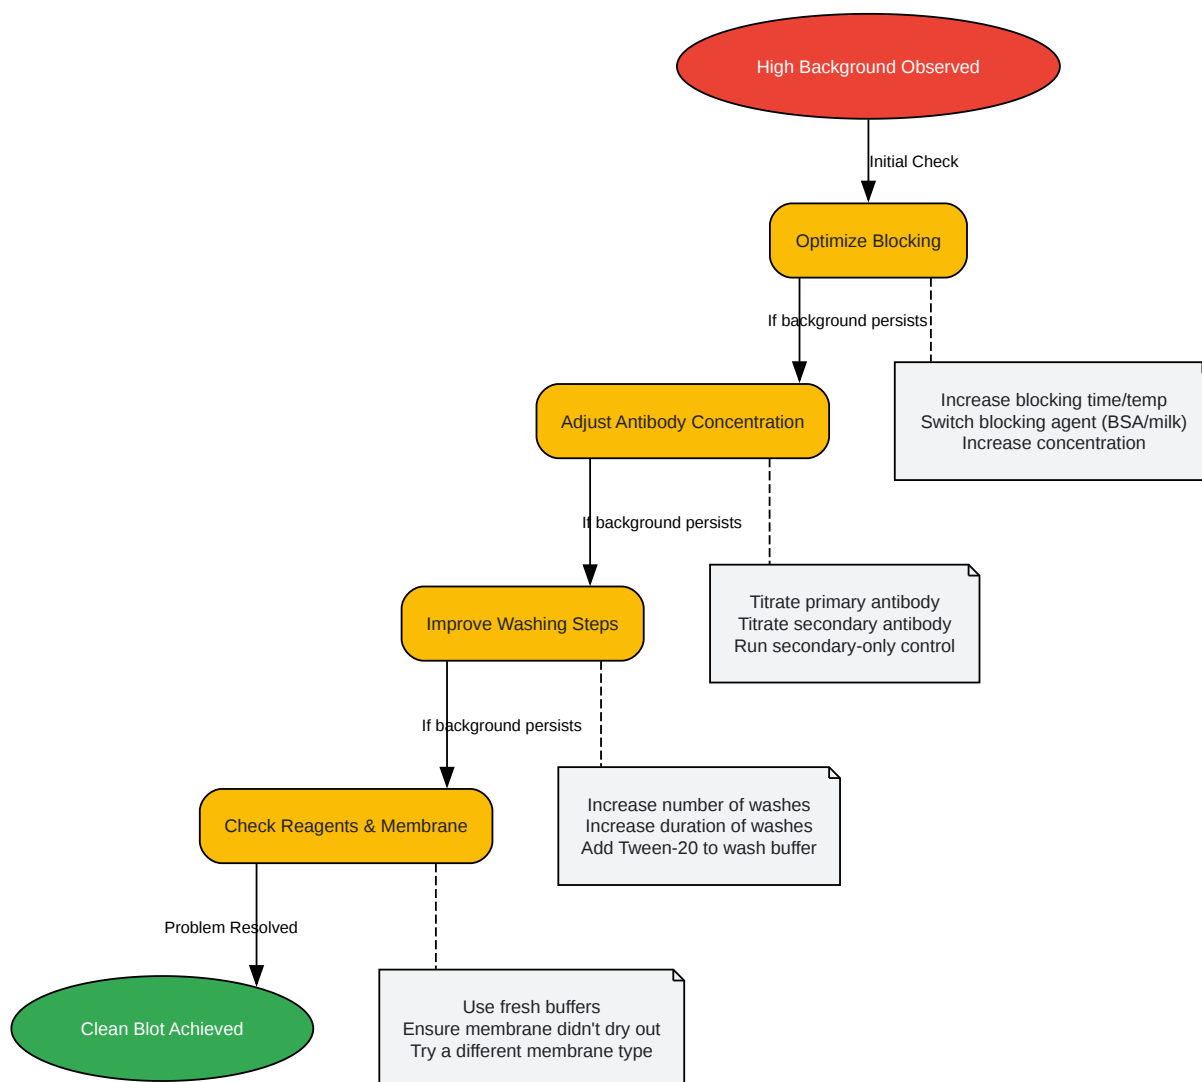 High Background Observed
Initial Check
Optimize Blocking
If background persists
Increase blocking time/temp
Switch blocking agent (BSA/milk)
Increase concentration
Adjust Antibody Concentration
If background persists
Titrate primary antibody
Titrate secondary antibody
Run secondary-only control
Improve Washing Steps
If background persists
Increase number of washes
Increase duration of washes
Add Tween-20 to wash buffer
Check Reagents & Membrane
Problem Resolved
Use fresh buffers
Ensure membrane didn't dry out
Try a different membrane type
Clean Blot Achieved